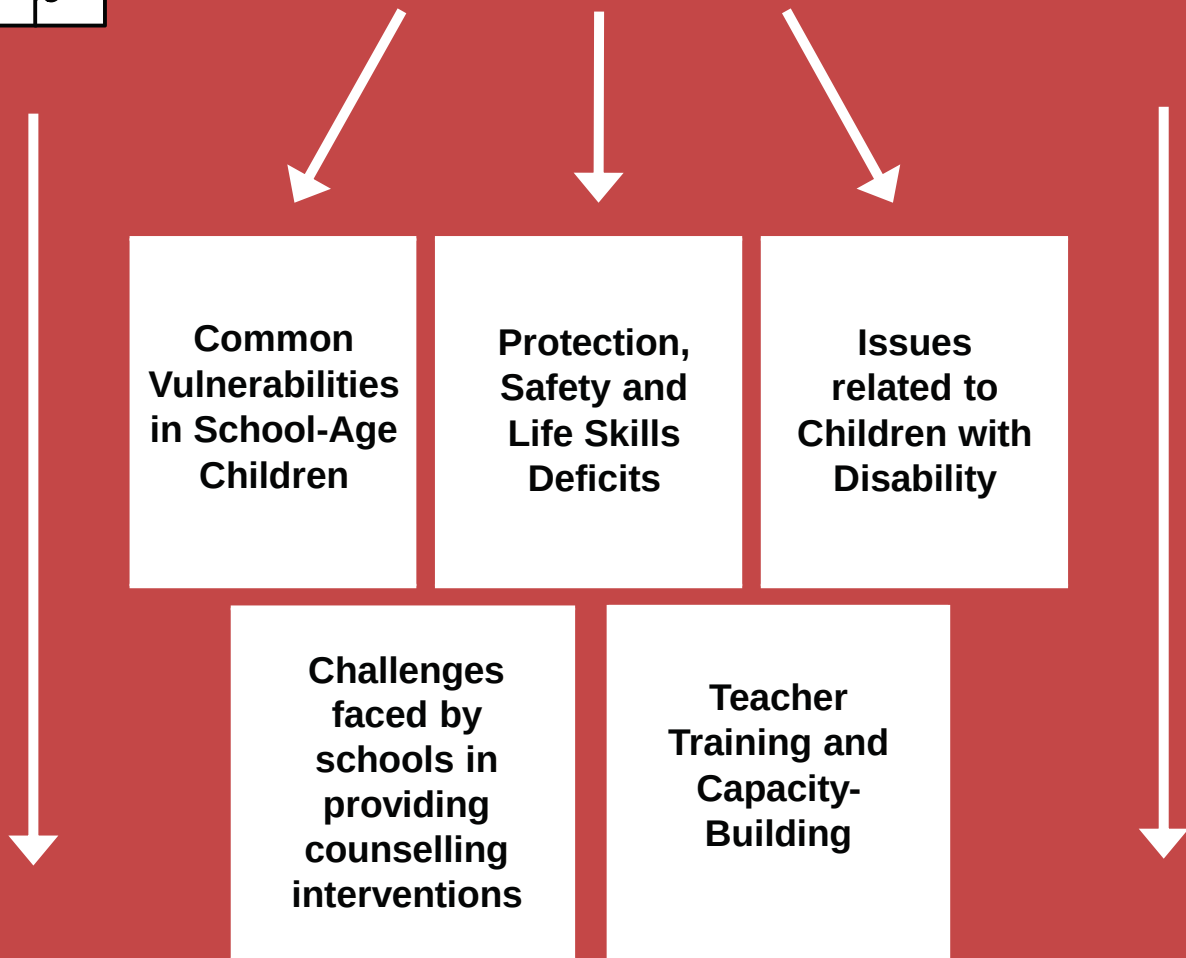 Common
Vulnerabilities
in School-Age
Children
Protection,
Safety and
Life Skills
Deficits
Issues
related to
Children with
Disability
Challenges
faced by
schools in
providing
counselling
interventions
Teacher
Training and
Capacity-
Building